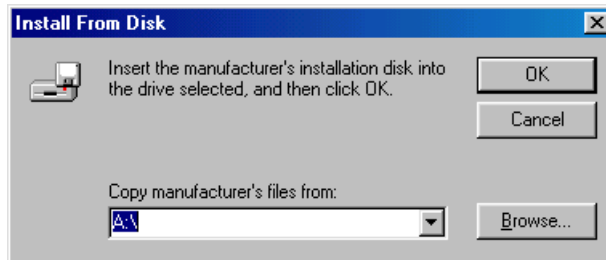 Install From Disk
Insert the manufacturer's installation disk into
the drive selected, and then click OK.
OK
Cancel
Copy manufacturer's files from:
A:\
Browse...